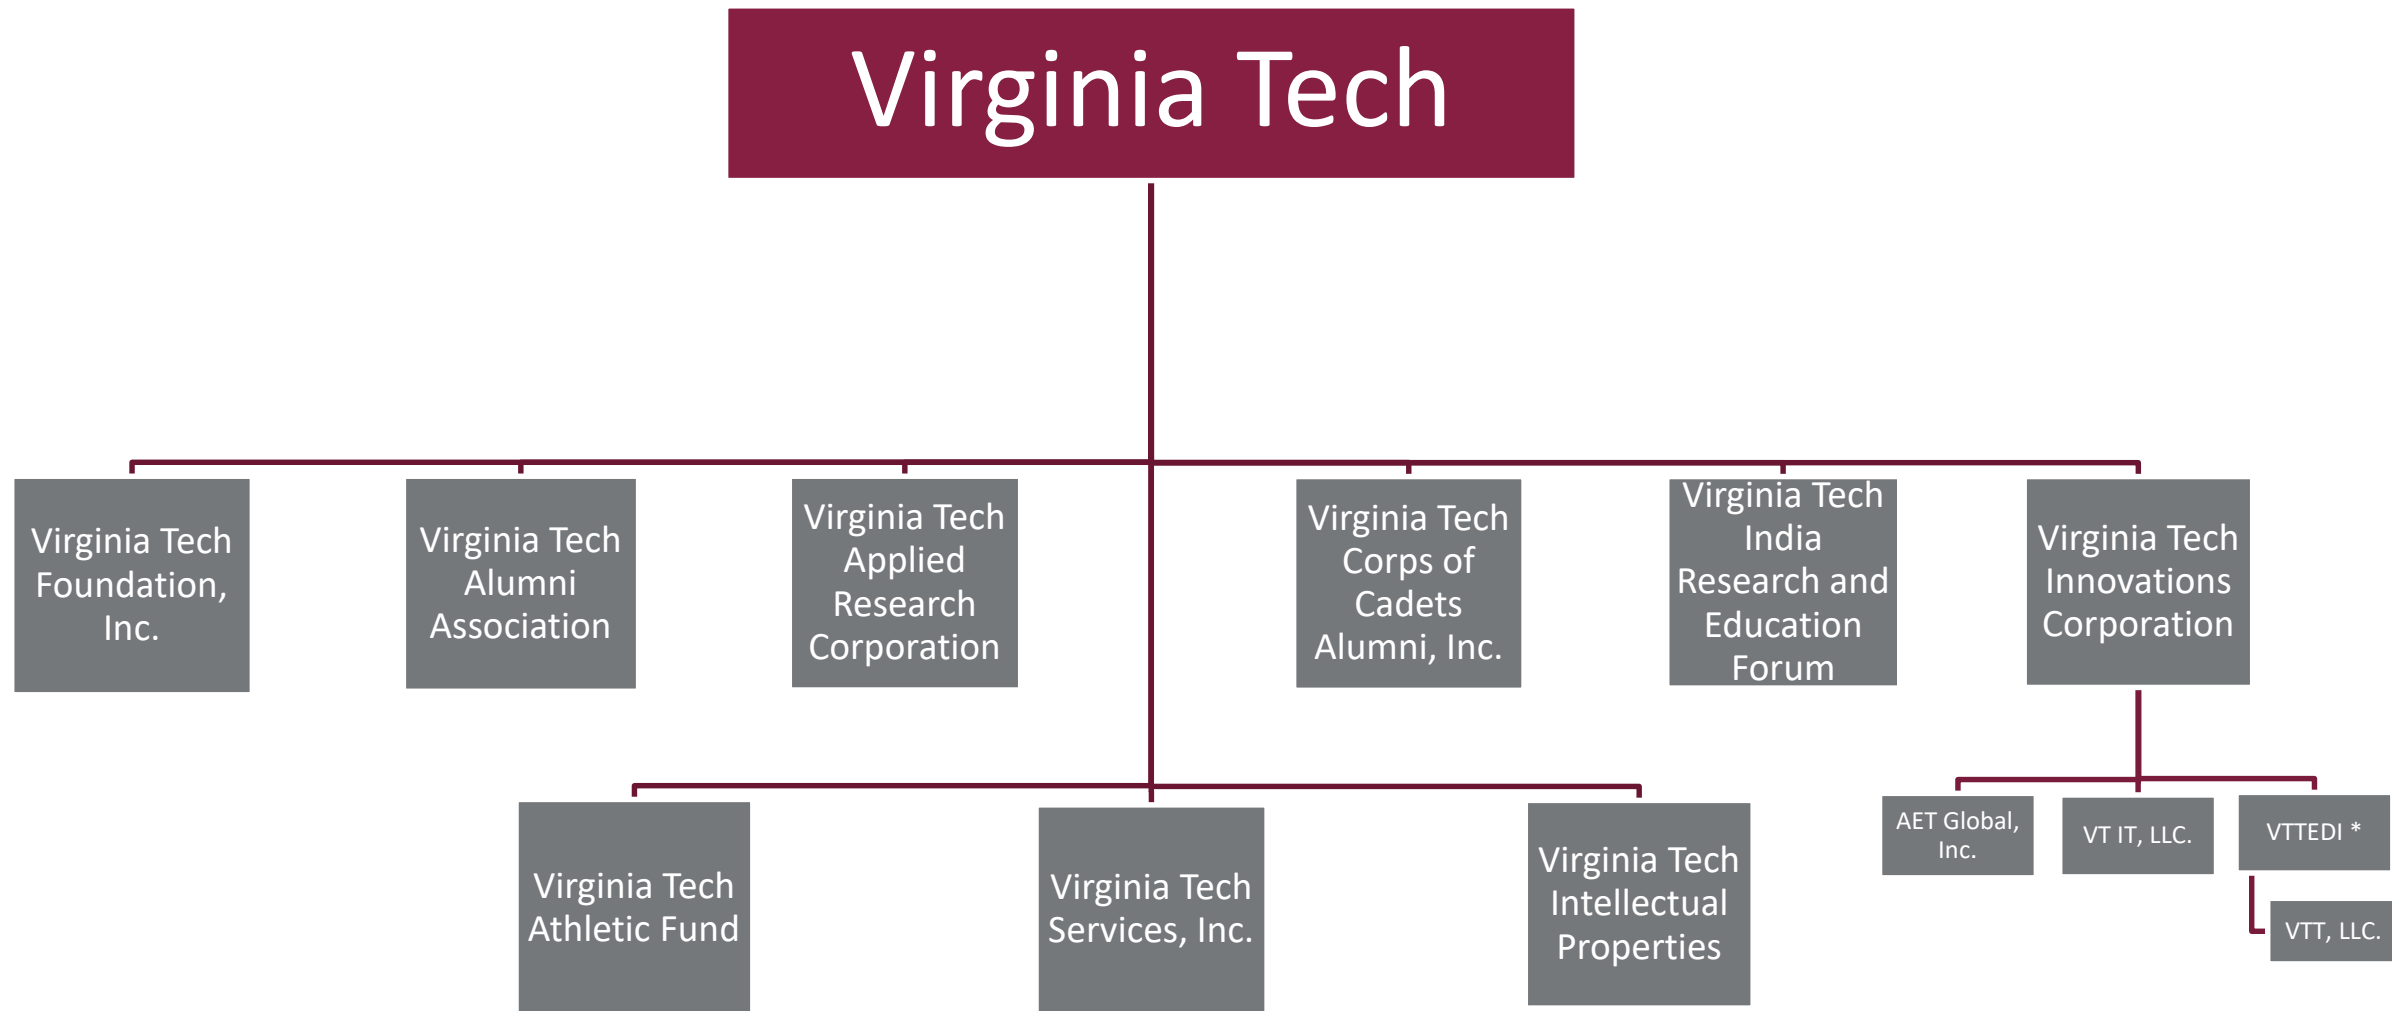 Virginia Tech
Virginia Tech
Foundation,
Inc.
Virginia Tech
Alumni
Association
Virginia Tech
Applied
Research
Corporation
Virginia Tech
Corps of
Cadets
Alumni, Inc.
Virginia Tech
India
Research and
Education
Forum
Virginia Tech
Innovations
Corporation
Virginia Tech
Athletic Fund
Virginia Tech
Services, Inc.
Virginia Tech
Intellectual
Properties
AET Global,
Inc.
VT IT, LLC.
VTTEDI *
VTT, LLC.